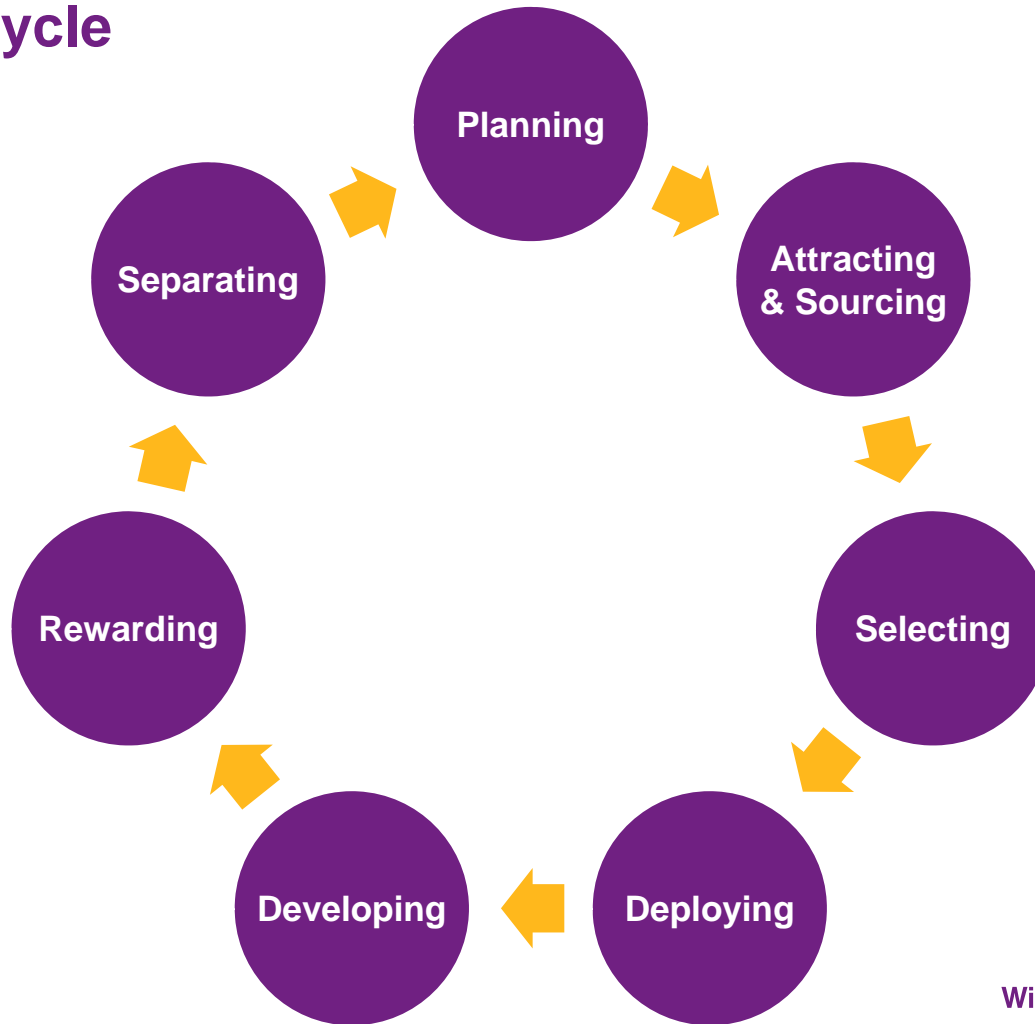 ycle
Planning
Attracting
& Sourcing
Selecting
Deploying
Developing
Rewarding
Separating
Wi